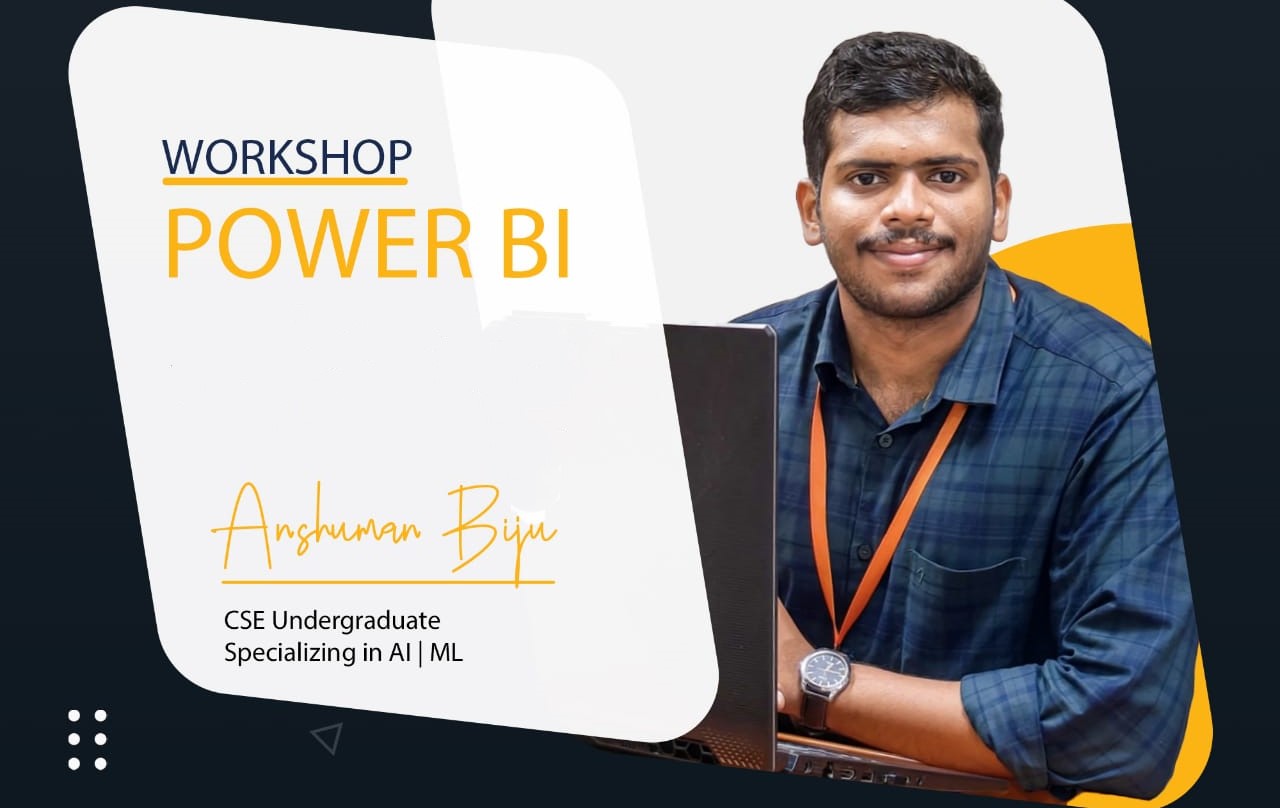 WORKSHOP
POWER BI
Anshuman Biju
CSE Undergraduate
Specializing in AI | ML